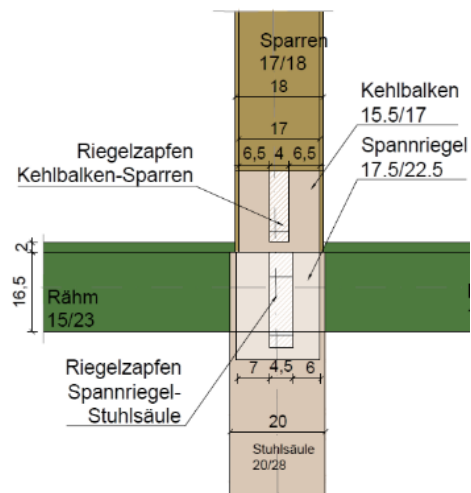 Sparren
17/18
18
Kehlbalken
15.5/17
17
Riegelzapfen
Kehlbalken-Sparren
6,5 4 6,5
Spannriegel
17.5/22.5
2
16,5
Rähm
15/23
Riegelzapfen
Spannriegel-
Stuhlsäule
7 4,5 6
20
Stuhlsäule
20/28